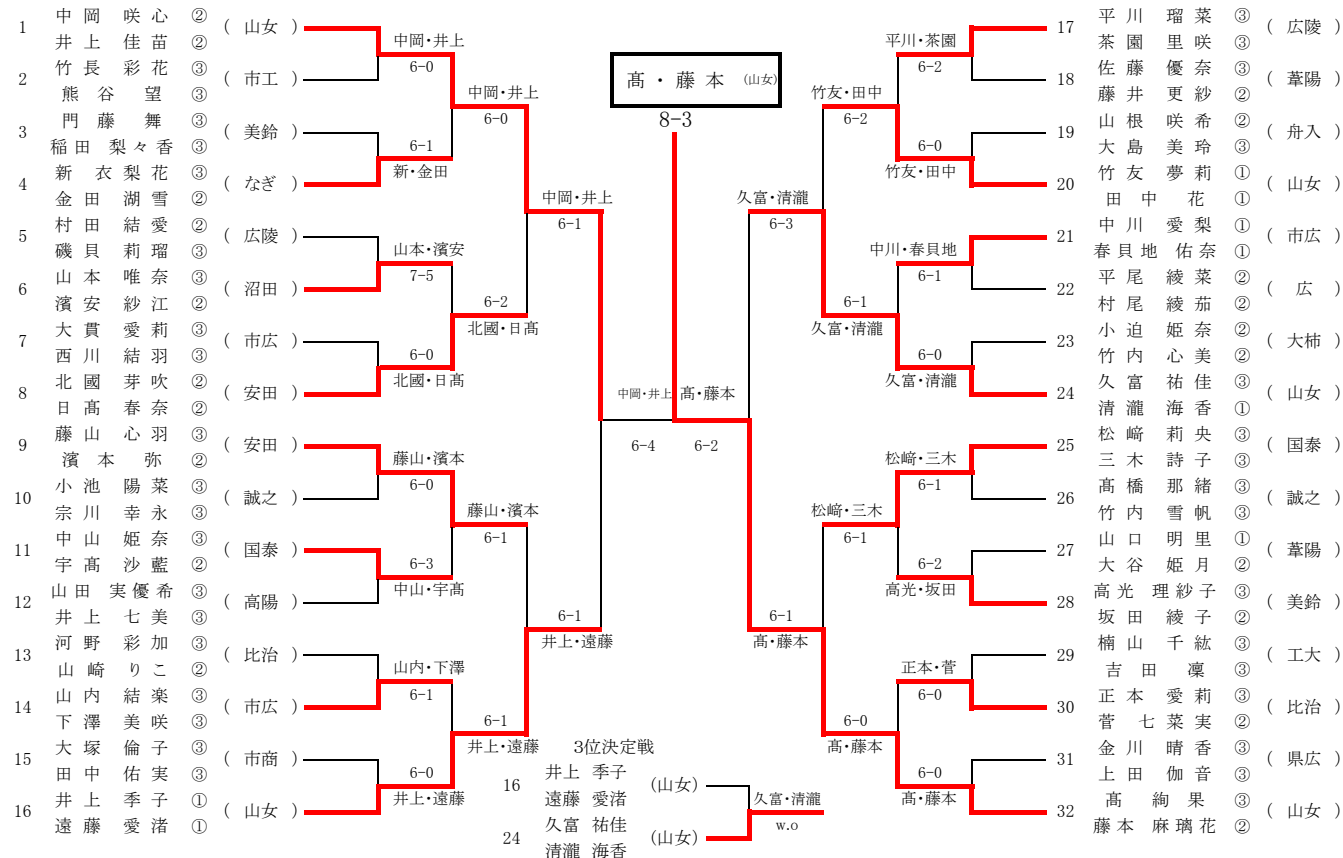 1 中岡 咲心 ② (山女)
井上 佳苗 ②
2 竹長 彩花 ③ (市工)
熊谷 望 ③
3 門藤 舞 ③ (美鈴)
稲田 梨々香 ③
4 新 衣梨花 ③ (なぎ)
金田 湖雪 ②
5 村田 結愛 ② (広陵)
磯貝 莉瑠 ③
6 山本 唯奈 ③ (沼田)
濱安 紗江 ②
7 大貫 愛莉 ③ (市広)
西川 結羽 ③
8 北國 芽吹 ② (安田)
日髙 春奈 ②
9 藤山 心羽 ③ (安田)
濱本 弥 ②
10 小池 陽菜 ③ (誠之)
宗川 幸永 ③
11 中山 姫奈 ③ (国泰)
宇髙 沙藍 ②
12 山田 実優希 ③ (高陽)
井上 七美 ③
13 河野 彩加 ③ (比治)
山崎 りこ ②
14 山内 結楽 ③ (市広)
下澤 美咲 ③
15 大塚 倫子 ③ (市商)
田中 佑実 ③
16 井上 季子 ① (山女)
遠藤 愛渚 ①
中岡・井上
6-0
6-1
新・金田
山本・濱安
7-5
6-0
北國・日髙
藤山・濱本
6-0
6-3
中山・宇髙
山内・下澤
6-1
6-0
井上・遠藤
中岡・井上
6-0
6-2
北國・日髙
藤山・濱本
6-1
6-1
井上・遠藤
中岡・井上
6-1
6-1
井上・遠藤
髙・藤本 (山女)
8-3
中岡・井上
6-4
髙・藤本
6-2
久富・清瀧
6-3
6-1
髙・藤本
竹友・田中
6-2
6-1
久富・清瀧
松﨑・三木
6-1
6-0
髙・藤本
平川・茶園
6-2
6-0
竹友・田中
中川・春貝地
6-1
6-0
久富・清瀧
松﨑・三木
6-1
6-2
高光・坂田
正本・菅
6-0
6-0
髙・藤本
17 平川 瑠菜 ③ (広陵)
茶園 里咲 ③
18 佐藤 優奈 ③ (葦陽)
藤井 更紗 ②
19 山根 咲希 ② (舟入)
大島 美玲 ③
20 竹友 夢莉 ① (山女)
田中 花 ①
21 中川 愛梨 ① (市広)
春貝地 佑奈 ①
22 平尾 綾菜 ② (広)
村尾 綾茄 ②
23 小迫 姫奈 ② (大柿)
竹内 心美 ②
24 久富 祐佳 ③ (山女)
清瀧 海香 ①
25 松﨑 莉央 ③ (国泰)
三木 詩子 ③
26 髙橋 那緒 ③ (誠之)
竹内 雪帆 ③
27 山口 明里 ① (葦陽)
大谷 姫月 ②
28 高光 理紗子 ③ (美鈴)
坂田 綾子 ②
29 楠山 千紘 ③ (工大)
吉田 凜 ③
30 正本 愛莉 ③ (比治)
菅 七菜実 ②
31 金川 晴香 ③ (県広)
上田 伽音 ③
32 髙 絢果 ③ (山女)
藤本 麻璃花 ②
3位決定戦
16 井上 季子 (山女)
遠藤 愛渚
24 久富 祐佳 (山女)
清瀧 海香
久富・清瀧
w.o